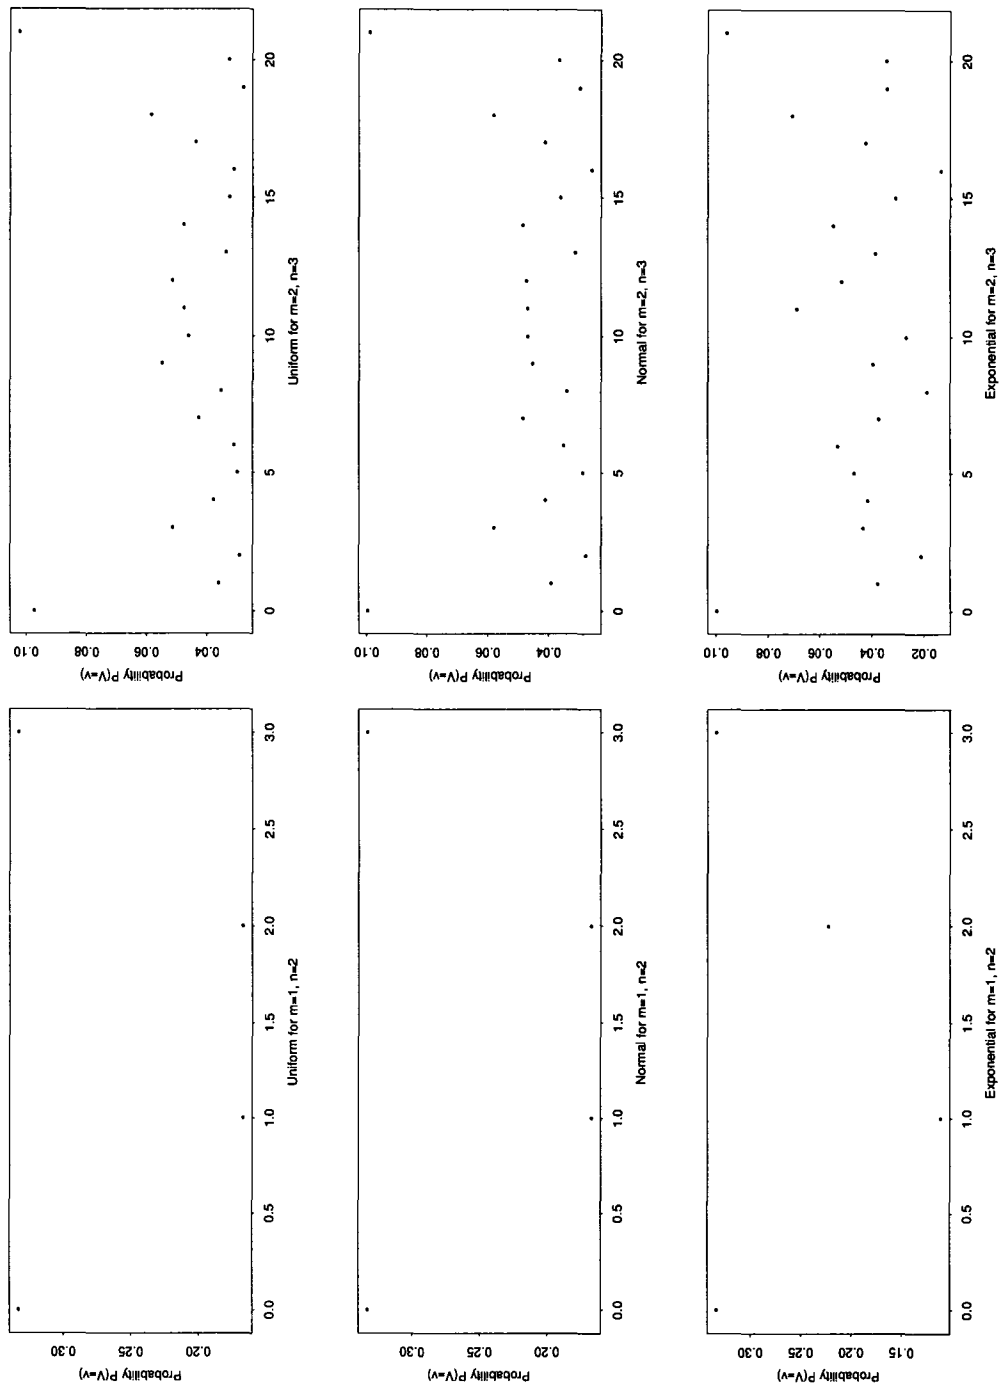 Probability P(V=v)
0.30
0.25
0.20
0.0 0.5 1.0 1.5 2.0 2.5 3.0
Uniform for m=1, n=2
Probability P(V=v)
0.10
0.08
0.06
0.04
0 5 10 15 20
Uniform for m=2, n=3
Probability P(V=v)
0.30
0.25
0.20
0.0 0.5 1.0 1.5 2.0 2.5 3.0
Normal for m=1, n=2
Probability P(V=v)
0.10
0.08
0.06
0.04
0 5 10 15 20
Normal for m=2, n=3
Probability P(V=v)
0.30
0.25
0.20
0.15
0.0 0.5 1.0 1.5 2.0 2.5 3.0
Exponential for m=1, n=2
Probability P(V=v)
0.10
0.08
0.06
0.04
0.02
0 5 10 15 20
Exponential for m=2, n=3